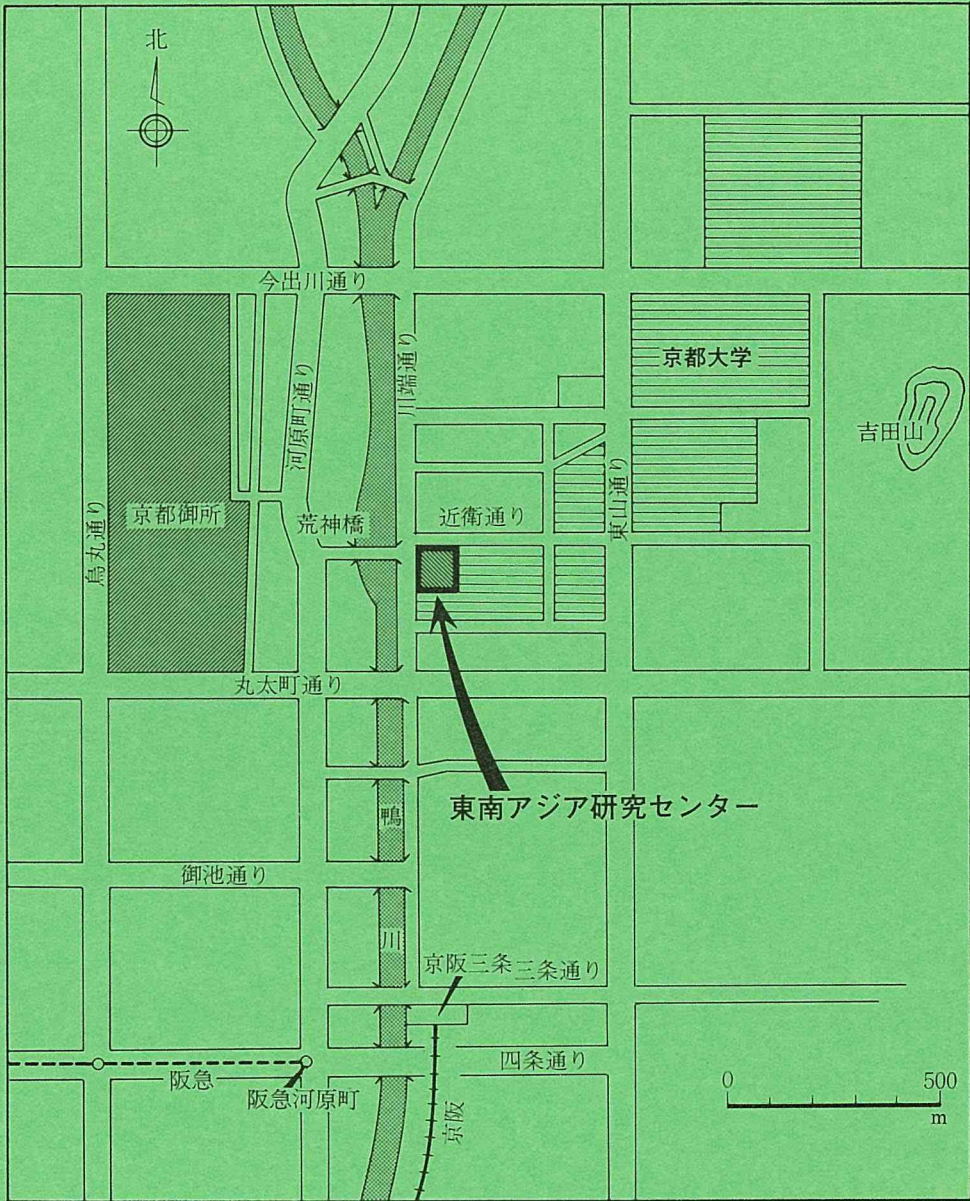 北
今出川通り
川端通り
京都大学
河原町通り
吉田山
東山通り
烏丸通り
京都御所
荒神橋
近衛通り
丸太町通り
東南アジア研究センター
鴨
御池通り
川
京阪三条
三条通り
四条通り
阪急
阪急河原町
京阪
0
500
m